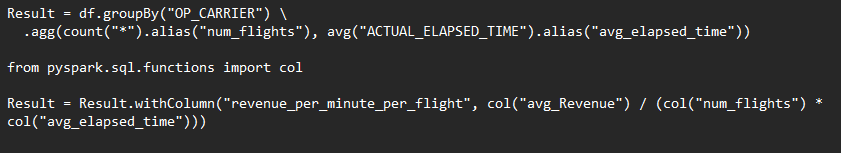 Result = df.groupBy("OP_CARRIER") \
  .agg(count("*").alias("num_flights"), avg("ACTUAL_ELAPSED_TIME").alias("avg_elapsed_time"))
from pyspark.sql.functions import col
Result = Result.withColumn("revenue_per_minute_per_flight", col("avg_Revenue") / (col("num_flights") *
col("avg_elapsed_time")))